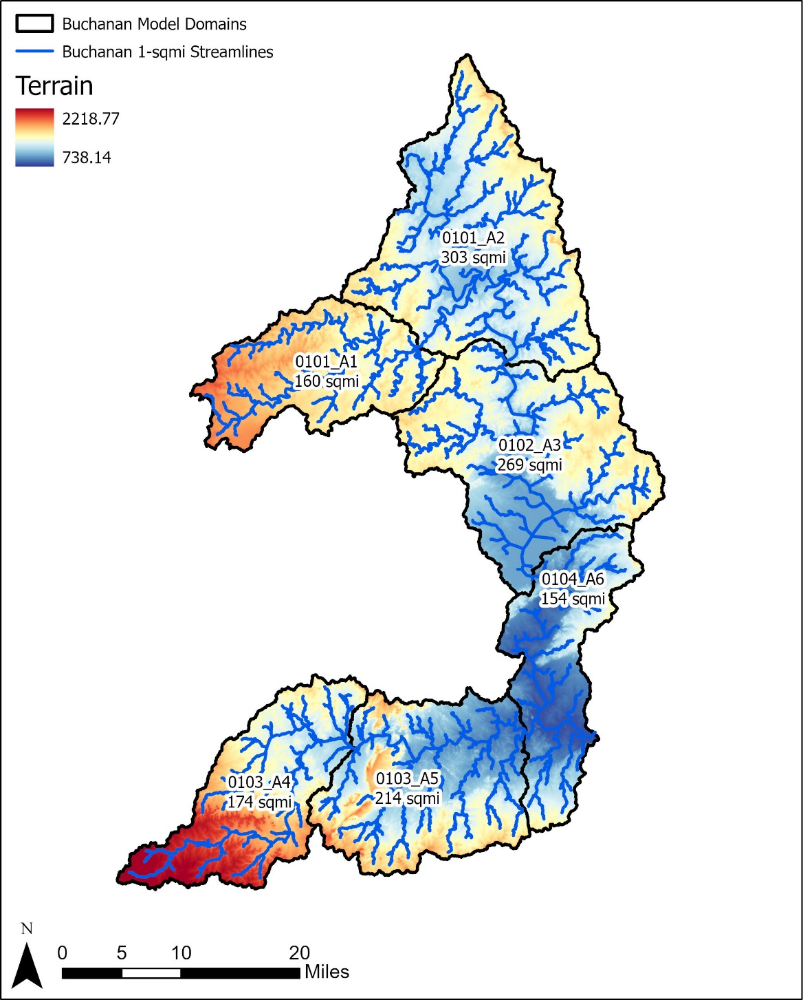 Buchanan Model Domains
Buchanan 1-sqmi Streamlines
Terrain
2218.77
738.14
0101_A2
303 sqmi
0101_A1
160 sqmi
0102_A3
269 sqmi
0104_A6
154 sqmi
0103_A4
174 sqmi
0103_A5
214 sqmi
N
0 5 10 20
Miles